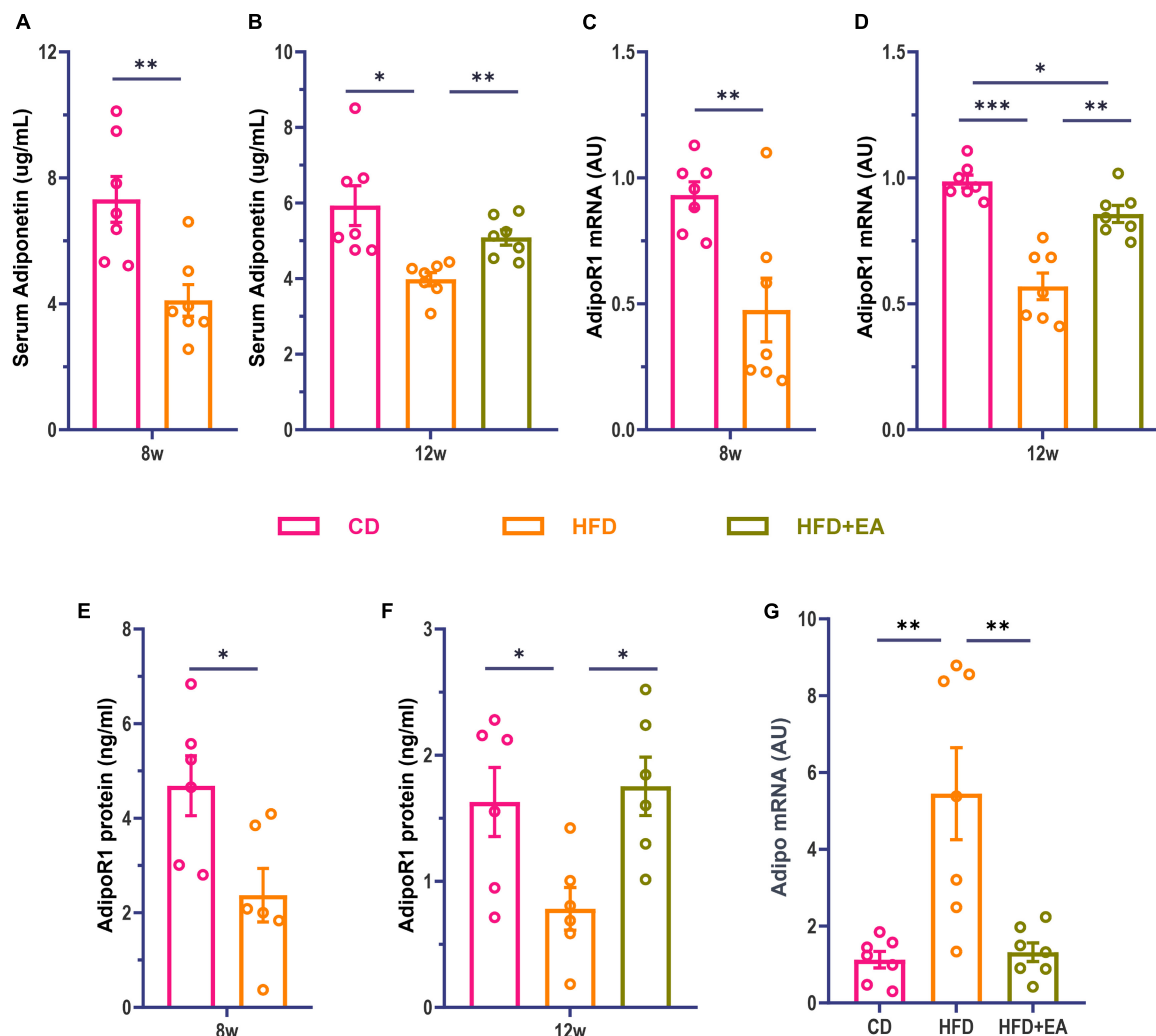 A
Serum Adiponetin (ug/mL)
12
8
4
0
**
8w
B
Serum Adiponetin (ug/mL)
10
8
6
4
2
0
*
**
12w
C
AdipoR1 mRNA (AU)
1.5
1.0
0.5
0.0
**
8w
D
AdipoR1 mRNA (AU)
1.5
1.0
0.5
0.0
*
***
**
12w
CD
HFD
HFD+EA
E
AdipoR1 protein (ng/ml)
8
6
4
2
0
*
8w
F
AdipoR1 protein (ng/ml)
3
2
1
0
*
*
12w
G
Adipo mRNA (AU)
10
8
6
4
2
0
**
**
CD
HFD
HFD+EA